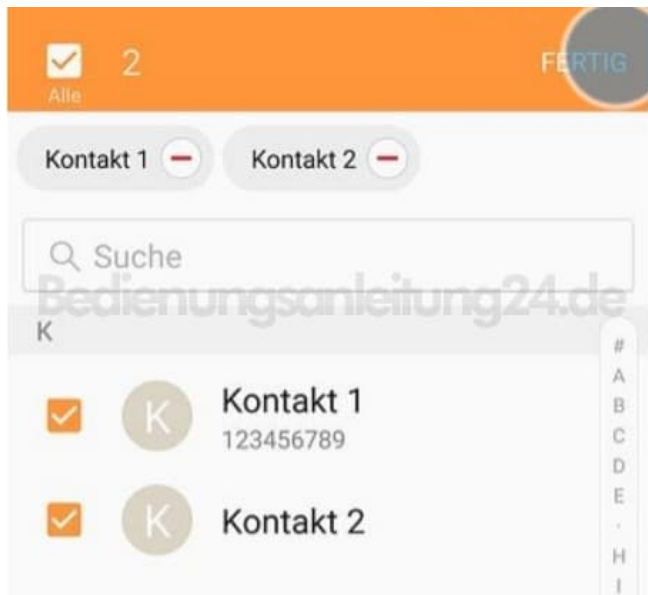 2
FERTIG
Alle
Kontakt 1
Kontakt 2
Suche
Bedienungsanleitung24.de
K
K
Kontakt 1
123456789
K
Kontakt 2
#
A
B
C
D
E
·
H
I